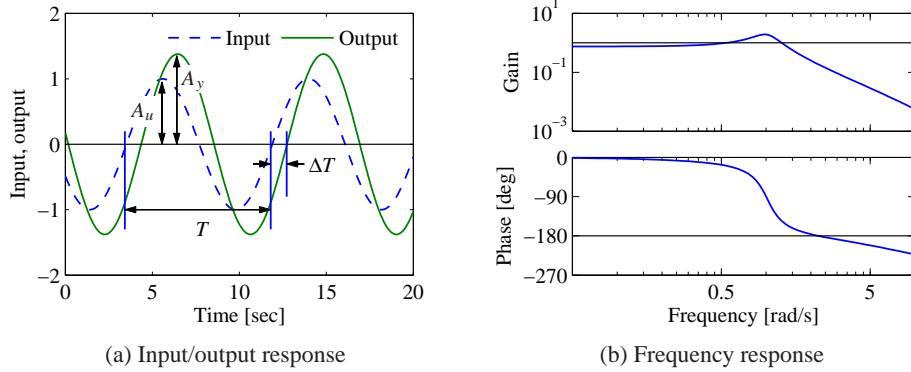 Input, output
2
1
0
−1
−2
Input
Output
A_u
A_y
ΔT
T
0
5
10
15
20
Time [sec]
(a) Input/output response
Gain
10^1
10^−1
10^−3
Phase [deg]
0
−90
−180
−270
0.5
5
Frequency [rad/s]
(b) Frequency response